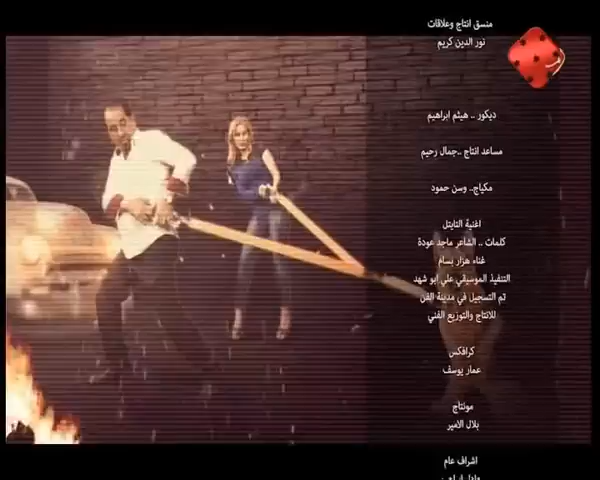 منسق انتاج وعلاقات
نور الدين كريم
ديكور .. هيثم ابراهيم
مساعد انتاج ..جمال رحيم
مكياج.. وسن حمود
اغنية التايتل
كلمات .. الشاعر ماجد عودة
غناء هزار بسام
التنفيذ الموسيقي علي ابو شهد
تم التسجيل في مدينة الفن
للانتاج والتوزيع الفني
كرافكس
عمار يوسف
مونتاج
بلال الامير
اشراف عام